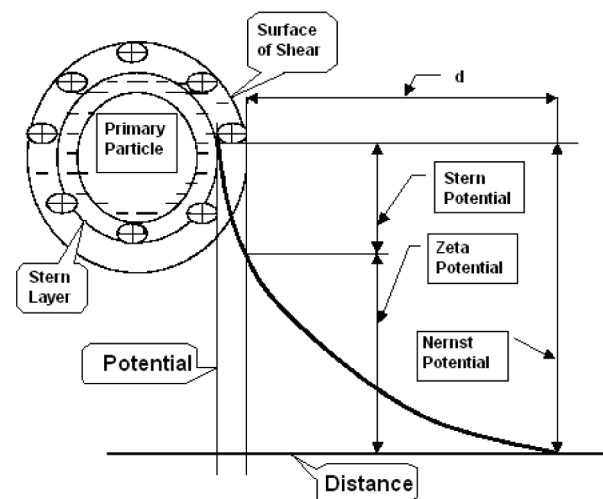 Surface
of Shear
d
Primary
Particle
Stern
Potential
Zeta
Potential
Stern
Layer
Nernst
Potential
Potential
Distance